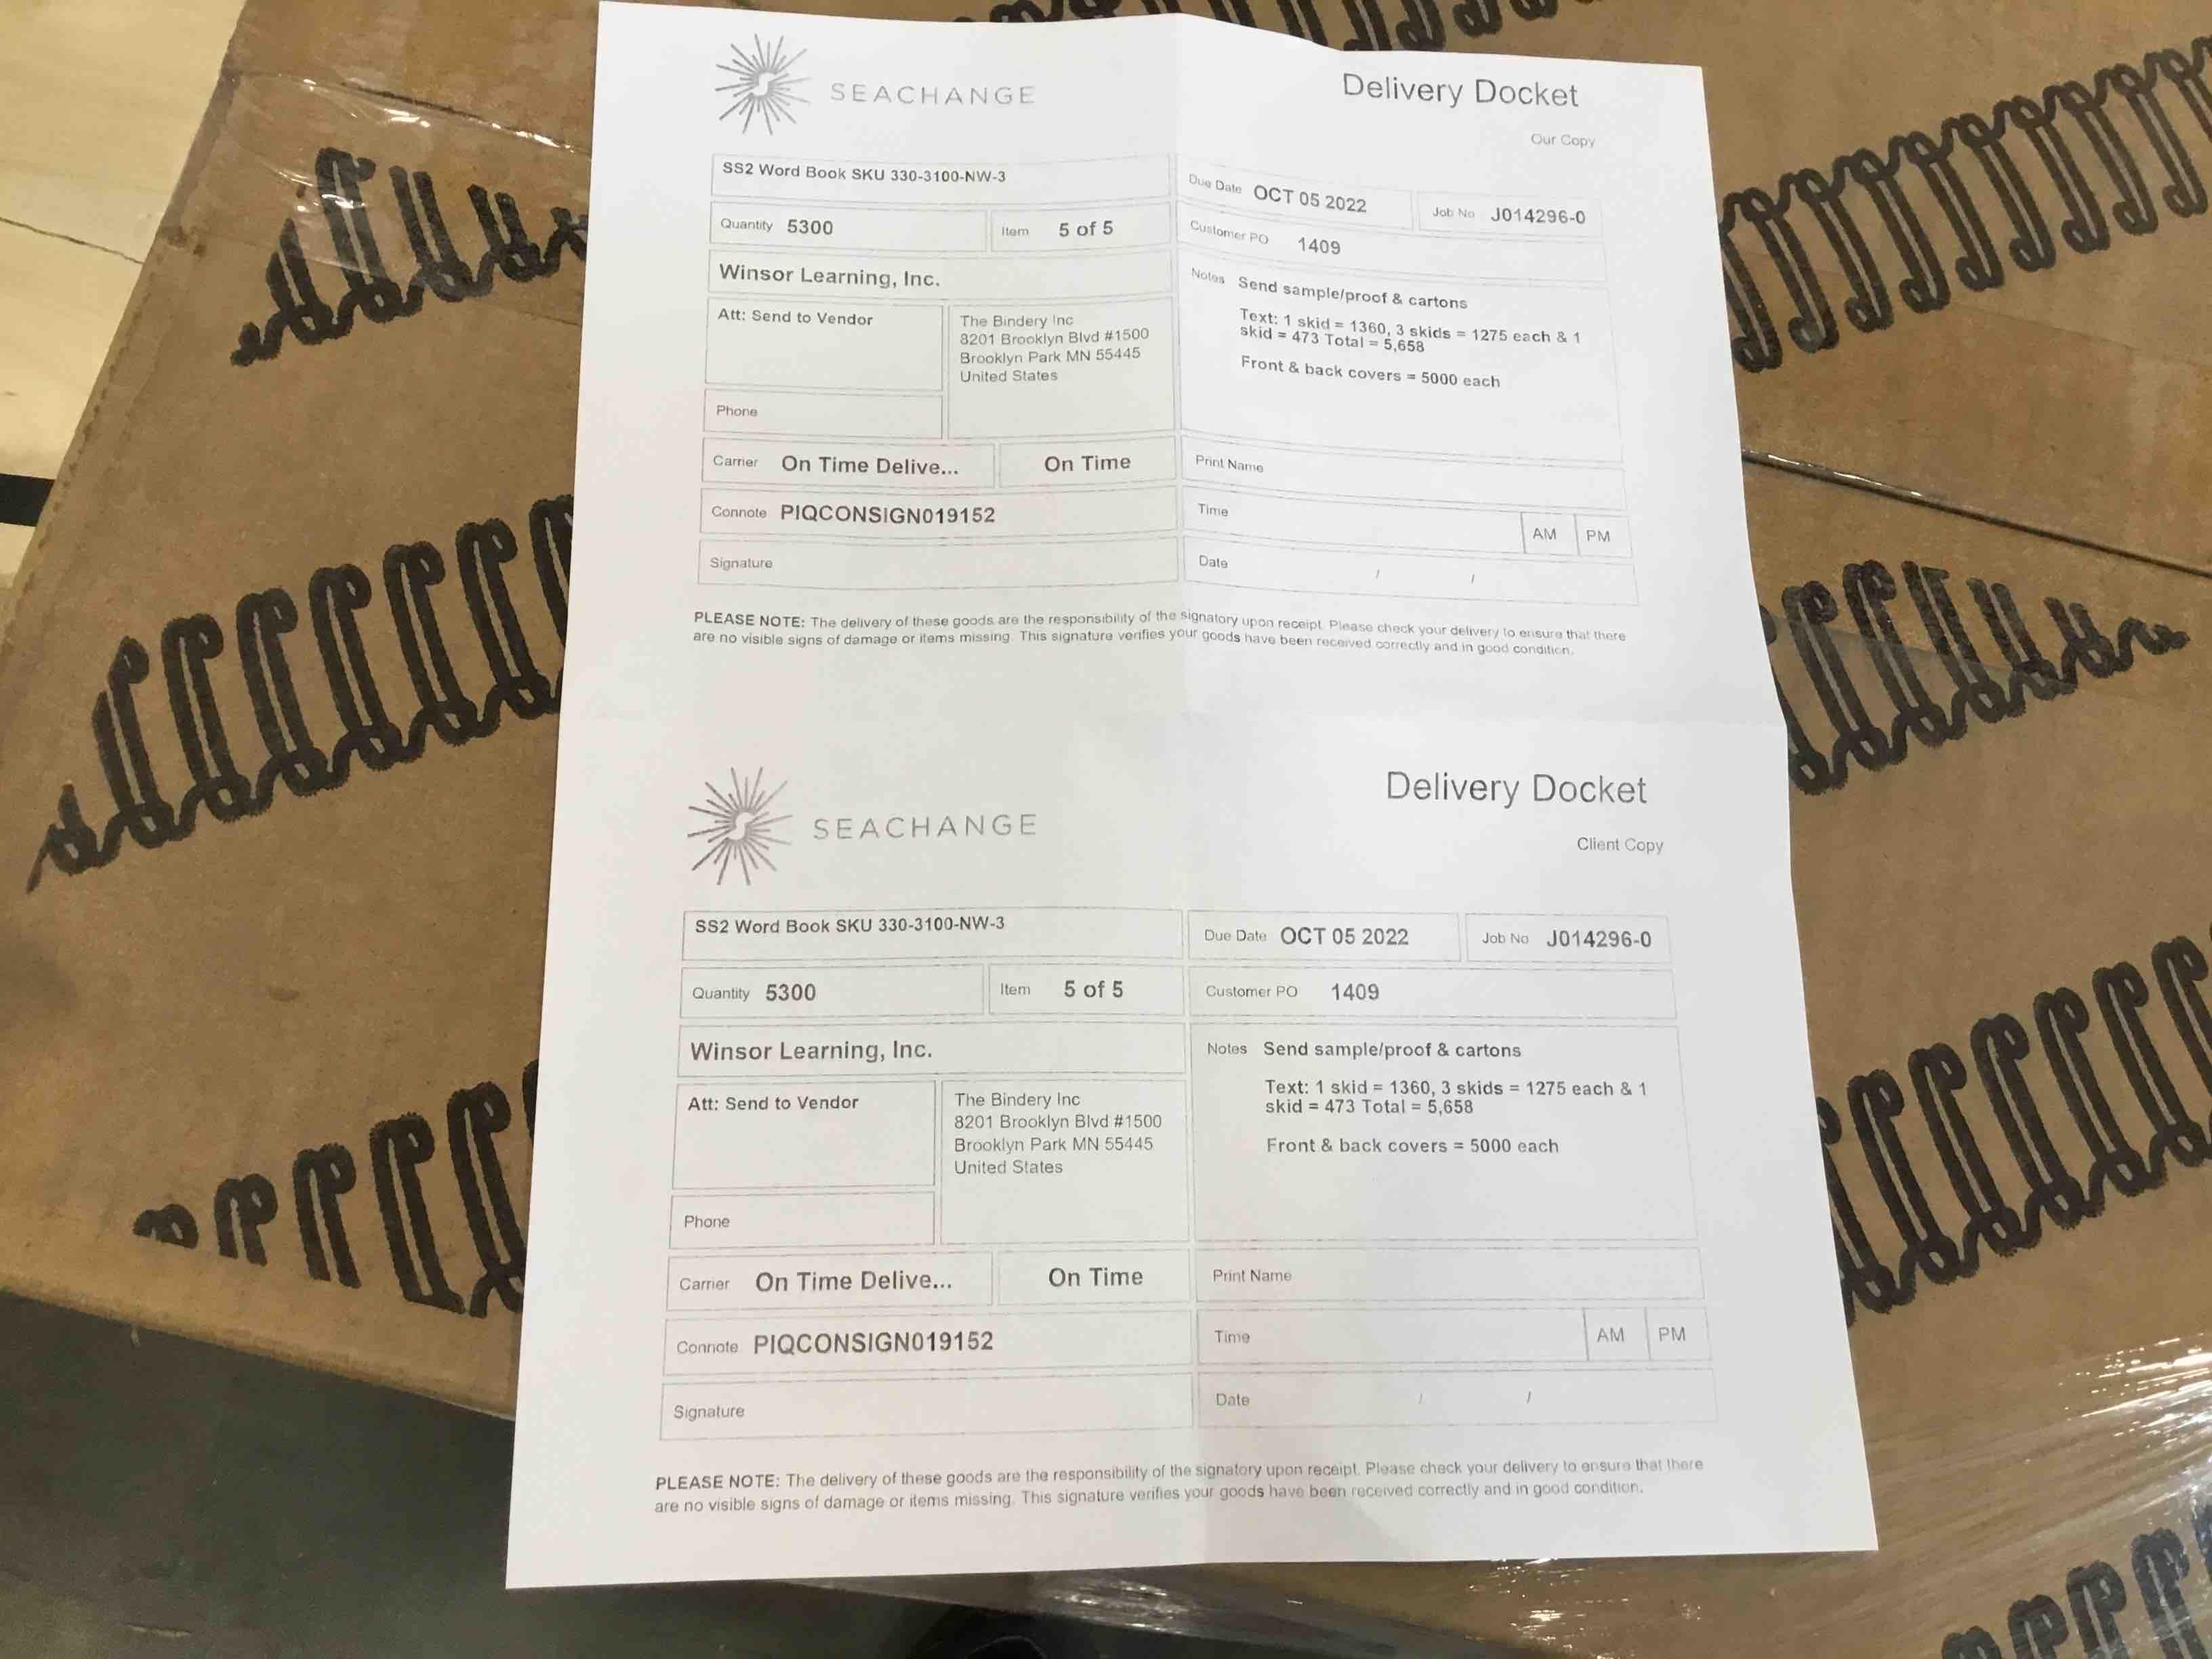 SEACHANGE
Delivery Docket
Our Copy
SS2 Word Book SKU 330-3100-NW-3
Due Date OCT 05 2022
Job No J014296-0
Quantity 5300
Item 5 of 5
Customer PO 1409
Winsor Learning, Inc.
Notes Send sample/proof & cartons
Text: 1 skid = 1360, 3 skids = 1275 each & 1
skid = 473 Total = 5,658
Front & back covers = 5000 each
Att: Send to Vendor
The Bindery Inc
8201 Brooklyn Blvd #1500
Brooklyn Park MN 55445
United States
Phone
Carrier On Time Delive...
On Time
Print Name
Connote PIQCONSIGN019152
Time
AM
PM
Signature
Date / /
PLEASE NOTE: The delivery of these goods are the responsibility of the signatory upon receipt. Please check your delivery to ensure that there
are no visible signs of damage or items missing. This signature verifies your goods have been received correctly and in good condition.
SEACHANGE
Delivery Docket
Client Copy
SS2 Word Book SKU 330-3100-NW-3
Due Date OCT 05 2022
Job No J014296-0
Quantity 5300
Item 5 of 5
Customer PO 1409
Winsor Learning, Inc.
Notes Send sample/proof & cartons
Text: 1 skid = 1360, 3 skids = 1275 each & 1
skid = 473 Total = 5,658
Front & back covers = 5000 each
Att: Send to Vendor
The Bindery Inc
8201 Brooklyn Blvd #1500
Brooklyn Park MN 55445
United States
Phone
Carrier On Time Delive...
On Time
Print Name
Connote PIQCONSIGN019152
Time
AM
PM
Signature
Date / /
PLEASE NOTE: The delivery of these goods are the responsibility of the signatory upon receipt. Please check your delivery to ensure that there
are no visible signs of damage or items missing. This signature verifies your goods have been received correctly and in good condition.